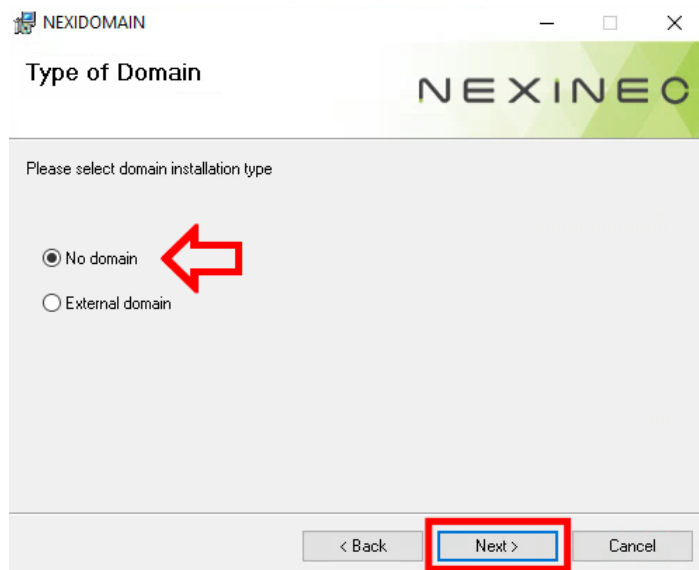 NEXIDOMAIN
Type of Domain
NEXINEC
Please select domain installation type
No domain
External domain
< Back
Next >
Cancel